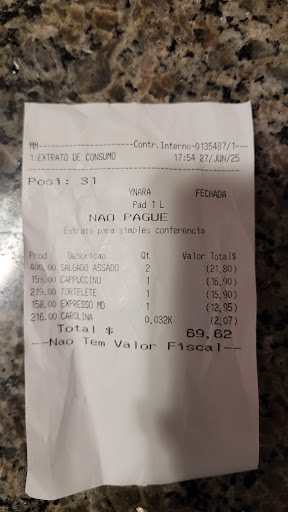 MM----------------------Contr.Interno-0135487/1---
1:EXTRATO DE CONSUMO 17:54 27/JUN/25
Posi: 31
YNARA FECHADA
Pad 1 L
NAO PAGUE
Extrato para simples conferencia
Prod Descricao Qt Valor Total$
400,00 SALGADO ASSADO 2 (21,80)
159,00 CAPPUCCINO 1 (16,90)
219,00 TORTELETE 1 (15,90)
158,00 EXPRESSO MD 1 (12,95)
216,00 CAROLINA 0,032K (2,07)
Total $ 69,62
--Nao Tem Valor Fiscal--